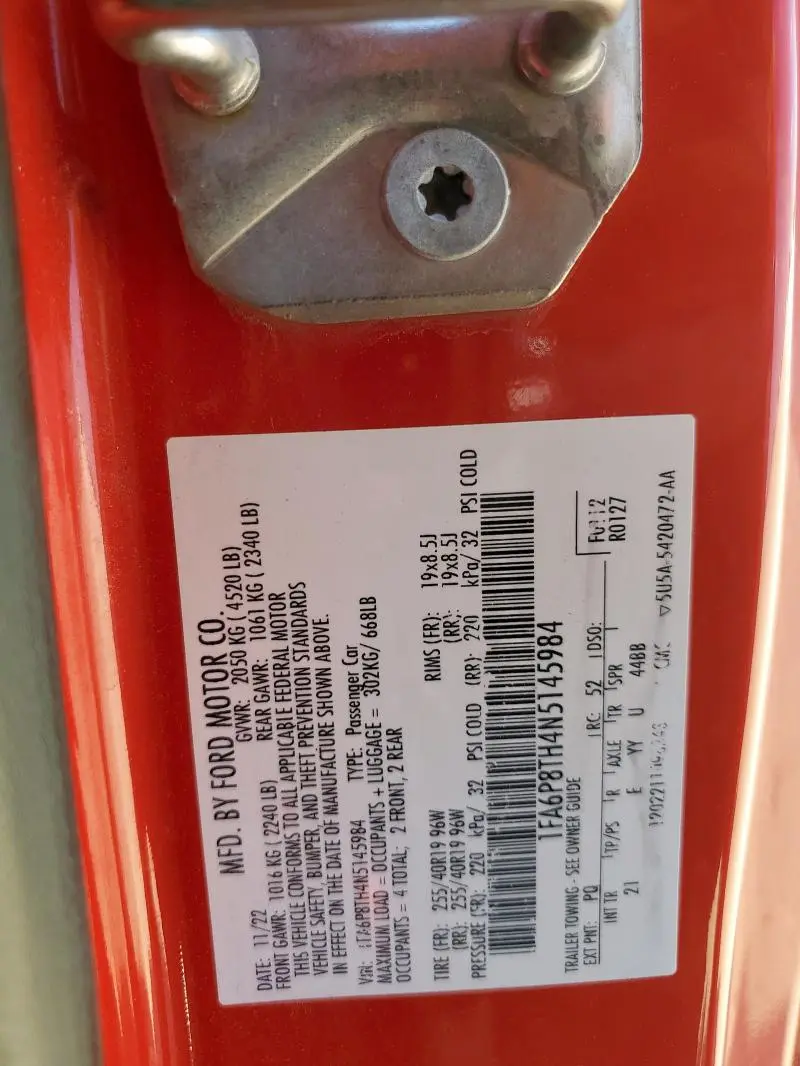 MFD. BY FORD MOTOR CO.
DATE: 11/22 GVWR: 2050 KG ( 4520 LB)
FRONT GAWR: 1016 KG ( 2240 LB) REAR GAWR: 1061 KG ( 2340 LB)
THIS VEHICLE CONFORMS TO ALL APPLICABLE FEDERAL MOTOR
VEHICLE SAFETY, BUMPER, AND THEFT PREVENTION STANDARDS
IN EFFECT ON THE DATE OF MANUFACTURE SHOWN ABOVE.
VIN: 1FA6P8TH4N5145984 TYPE: Passenger Car
MAXIMUM LOAD = OCCUPANTS + LUGGAGE = 302KG/ 668LB
OCCUPANTS = 4 TOTAL; 2 FRONT, 2 REAR
TIRE (FR): 255/40R19 96W RIMS (FR): 19x8.5J
(RR): 255/40R19 96W (RR): 19x8.5J
PRESSURE (FR): 220 kPa/ 32 PSI COLD (RR): 220 kPa/ 32 PSI COLD
1FA6P8TH4N5145984
TRAILER TOWING - SEE OWNER GUIDE
F0112
EXT PNT: PQ RC: 52 DSO: R0127
INT TR TP/PS R AXLE TR SPR
21 E YY U 44BB
▽5U5A-5420472-AA